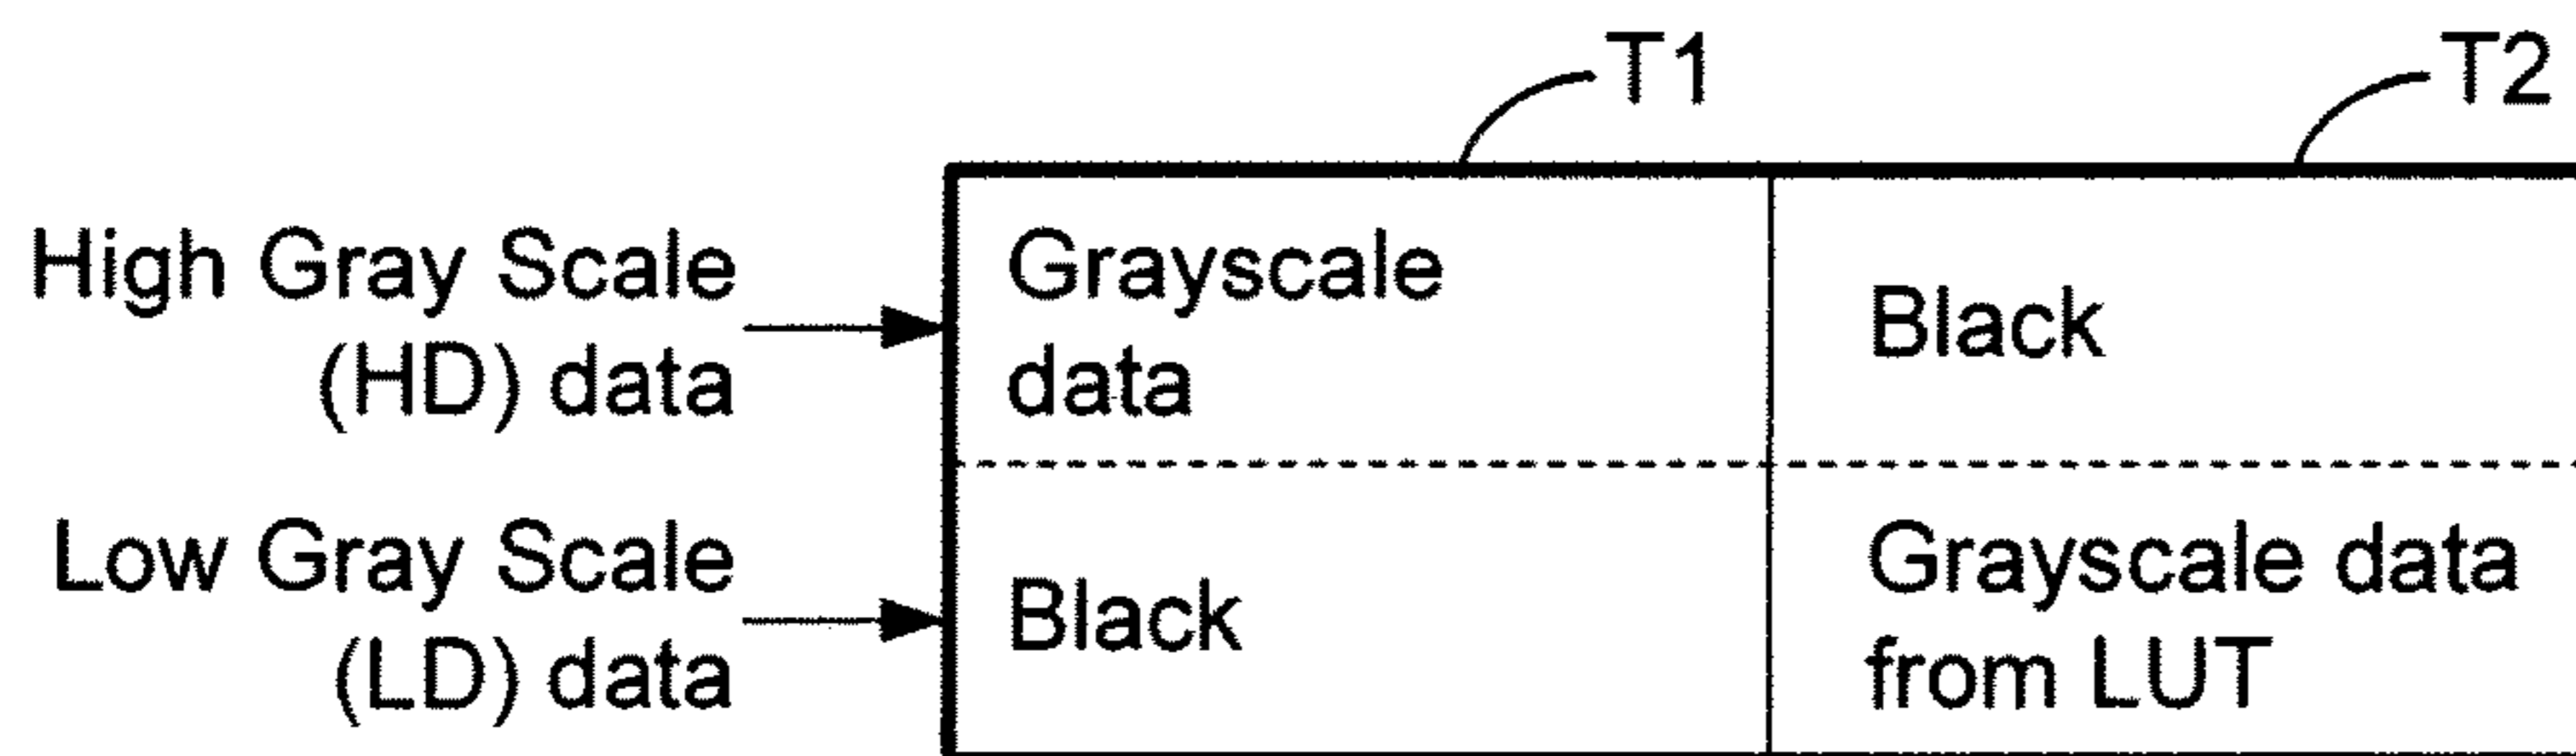 T1
T2
High Gray Scale
(HD) data
Grayscale
data
Black
Low Gray Scale
(LD) data
Black
Grayscale data
from LUT